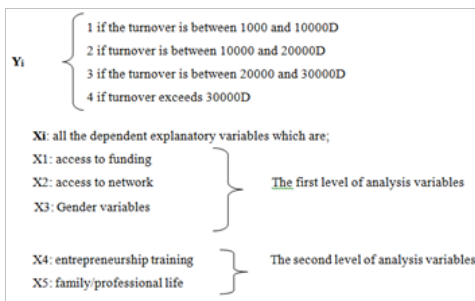 1 if the turnover is between 1000 and 10000D
2 if turnover is between 10000 and 20000D
Yi
3 if the turnover is between 20000 and 30000D
4 if turnover exceeds 30000D
Xi: all the dependent explanatory variables which are;
X1: access to funding
X2: access to network
The first level of analysis variables
X3: Gender variables
X4: entrepreneurship training
The second level of analysis variables
X5: family/professional life